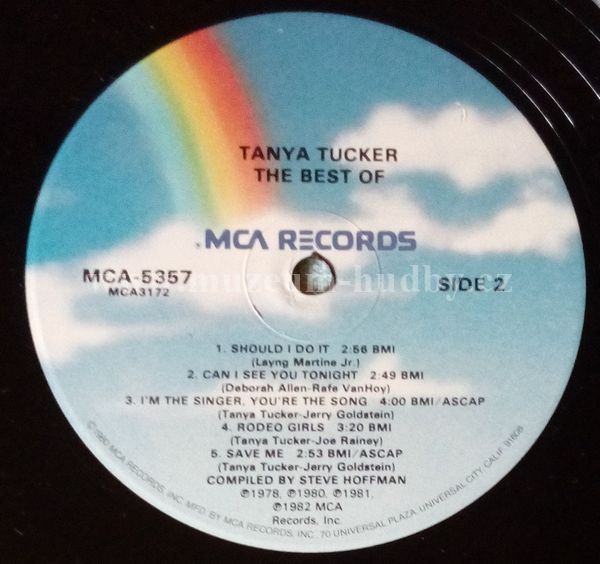 TANYA TUCKER
THE BEST OF
MCA RECORDS
MCA-5357
MCA3172
SIDE 2
muzeum-hudby.cz
1. SHOULD I DO IT 2:56 BMI
(Layng Martine Jr.)
2. CAN I SEE YOU TONIGHT 2:49 BMI
(Deborah Allen-Rafe VanHoy)
3. I'M THE SINGER, YOU'RE THE SONG 4:00 BMI/ASCAP
(Tanya Tucker-Jerry Goldstein)
4. RODEO GIRLS 3:20 BMI
(Tanya Tucker-Joe Rainey)
5. SAVE ME 2:53 BMI/ASCAP
(Tanya Tucker-Jerry Goldstein)
COMPILED BY STEVE HOFFMAN
℗1978, ℗1980, ℗1981,
℗1982 MCA
Records, Inc.
©1982 MCA RECORDS, INC. MFD. BY MCA RECORDS, INC., 70 UNIVERSAL PLAZA, UNIVERSAL CITY, CALIF. 91608